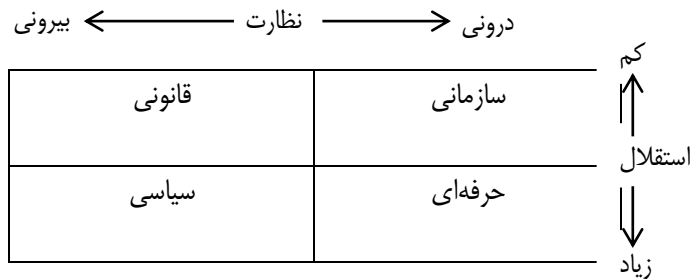 درونی نظارت بیرونی
کم
سازمانی قانونی
استقلال
حرفه‌ای سیاسی
زیاد